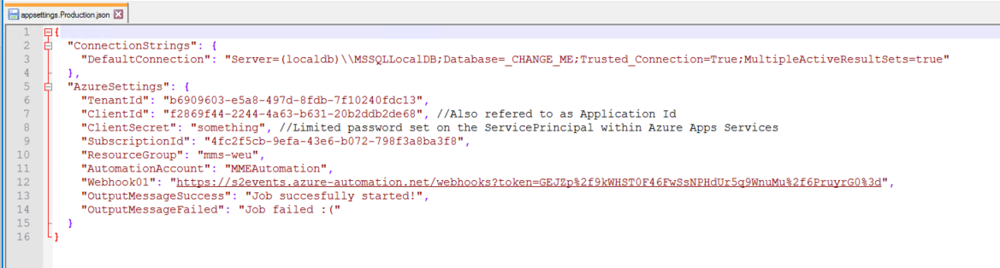 appsettings.Production.json
1 {
2 "ConnectionStrings": {
3 "DefaultConnection": "Server=(localdb)\\MSSQLLocalDB;Database=_CHANGE_ME;Trusted_Connection=True;MultipleActiveResultSets=true"
4 },
5 "AzureSettings": {
6 "TenantId": "b6909603-e5a8-497d-8fdb-7f10240fdc13",
7 "ClientId": "f2869f44-2244-4a63-b631-20b2ddb2de68", //Also refered to as Application Id
8 "ClientSecret": "something", //Limited password set on the ServicePrincipal within Azure Apps Services
9 "SubscriptionId": "4fc2f5cb-9efa-43e6-b072-798f3a8ba3f8",
10 "ResourceGroup": "mms-weu",
11 "AutomationAccount": "MMEAutomation",
12 "Webhook01": "https://s2events.azure-automation.net/webhooks?token=GEJZp%2f9kWHST0F46FwSsNPHdUr5q9WnuMu%2f6PruyrG0%3d",
13 "OutputMessageSuccess": "Job succesfully started!",
14 "OutputMessageFailed": "Job failed :("
15 }
16 }